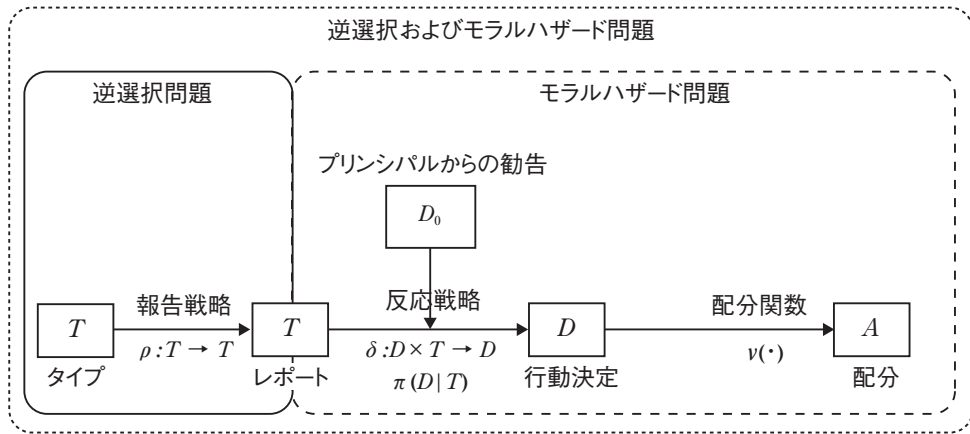 逆選択およびモラルハザード問題
逆選択問題
モラルハザード問題
プリンシパルからの勧告
D₀
報告戦略
反応戦略
配分関数
T
T
D
A
ρ : T → T
δ : D × T → D
ν(·)
タイプ
レポート
π (D | T)
行動決定
配分